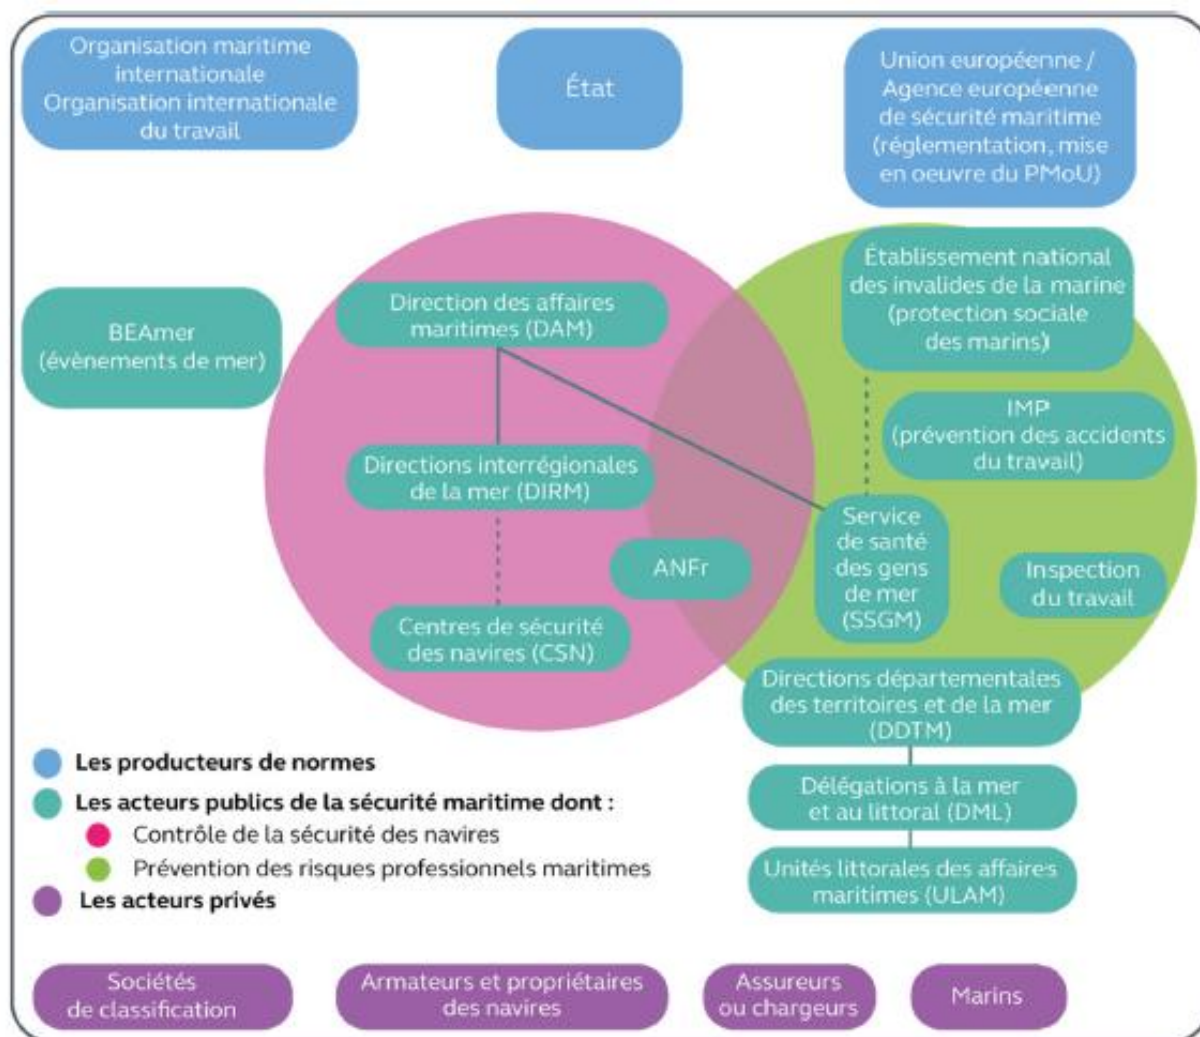 Organisation maritime
internationale
Organisation internationale
du travail
État
Union européenne /
Agence européenne
de sécurité maritime
(réglementation, mise
en oeuvre du PMoU)
BEAmer
(évènements de mer)
Direction des affaires
maritimes (DAM)
Établissement national
des invalides de la marine
(protection sociale
des marins)
IMP
(prévention des accidents
du travail)
Directions interrégionales
de la mer (DIRM)
ANFr
Service
de santé
des gens
de mer
(SSGM)
Inspection
du travail
Centres de sécurité
des navires (CSN)
Directions départementales
des territoires et de la mer
(DDTM)
Délégations à la mer
et au littoral (DML)
Unités littorales des affaires
maritimes (ULAM)
Les producteurs de normes
Les acteurs publics de la sécurité maritime dont :
Contrôle de la sécurité des navires
Prévention des risques professionnels maritimes
Les acteurs privés
Sociétés
de classification
Armateurs et propriétaires
des navires
Assureurs
ou chargeurs
Marins